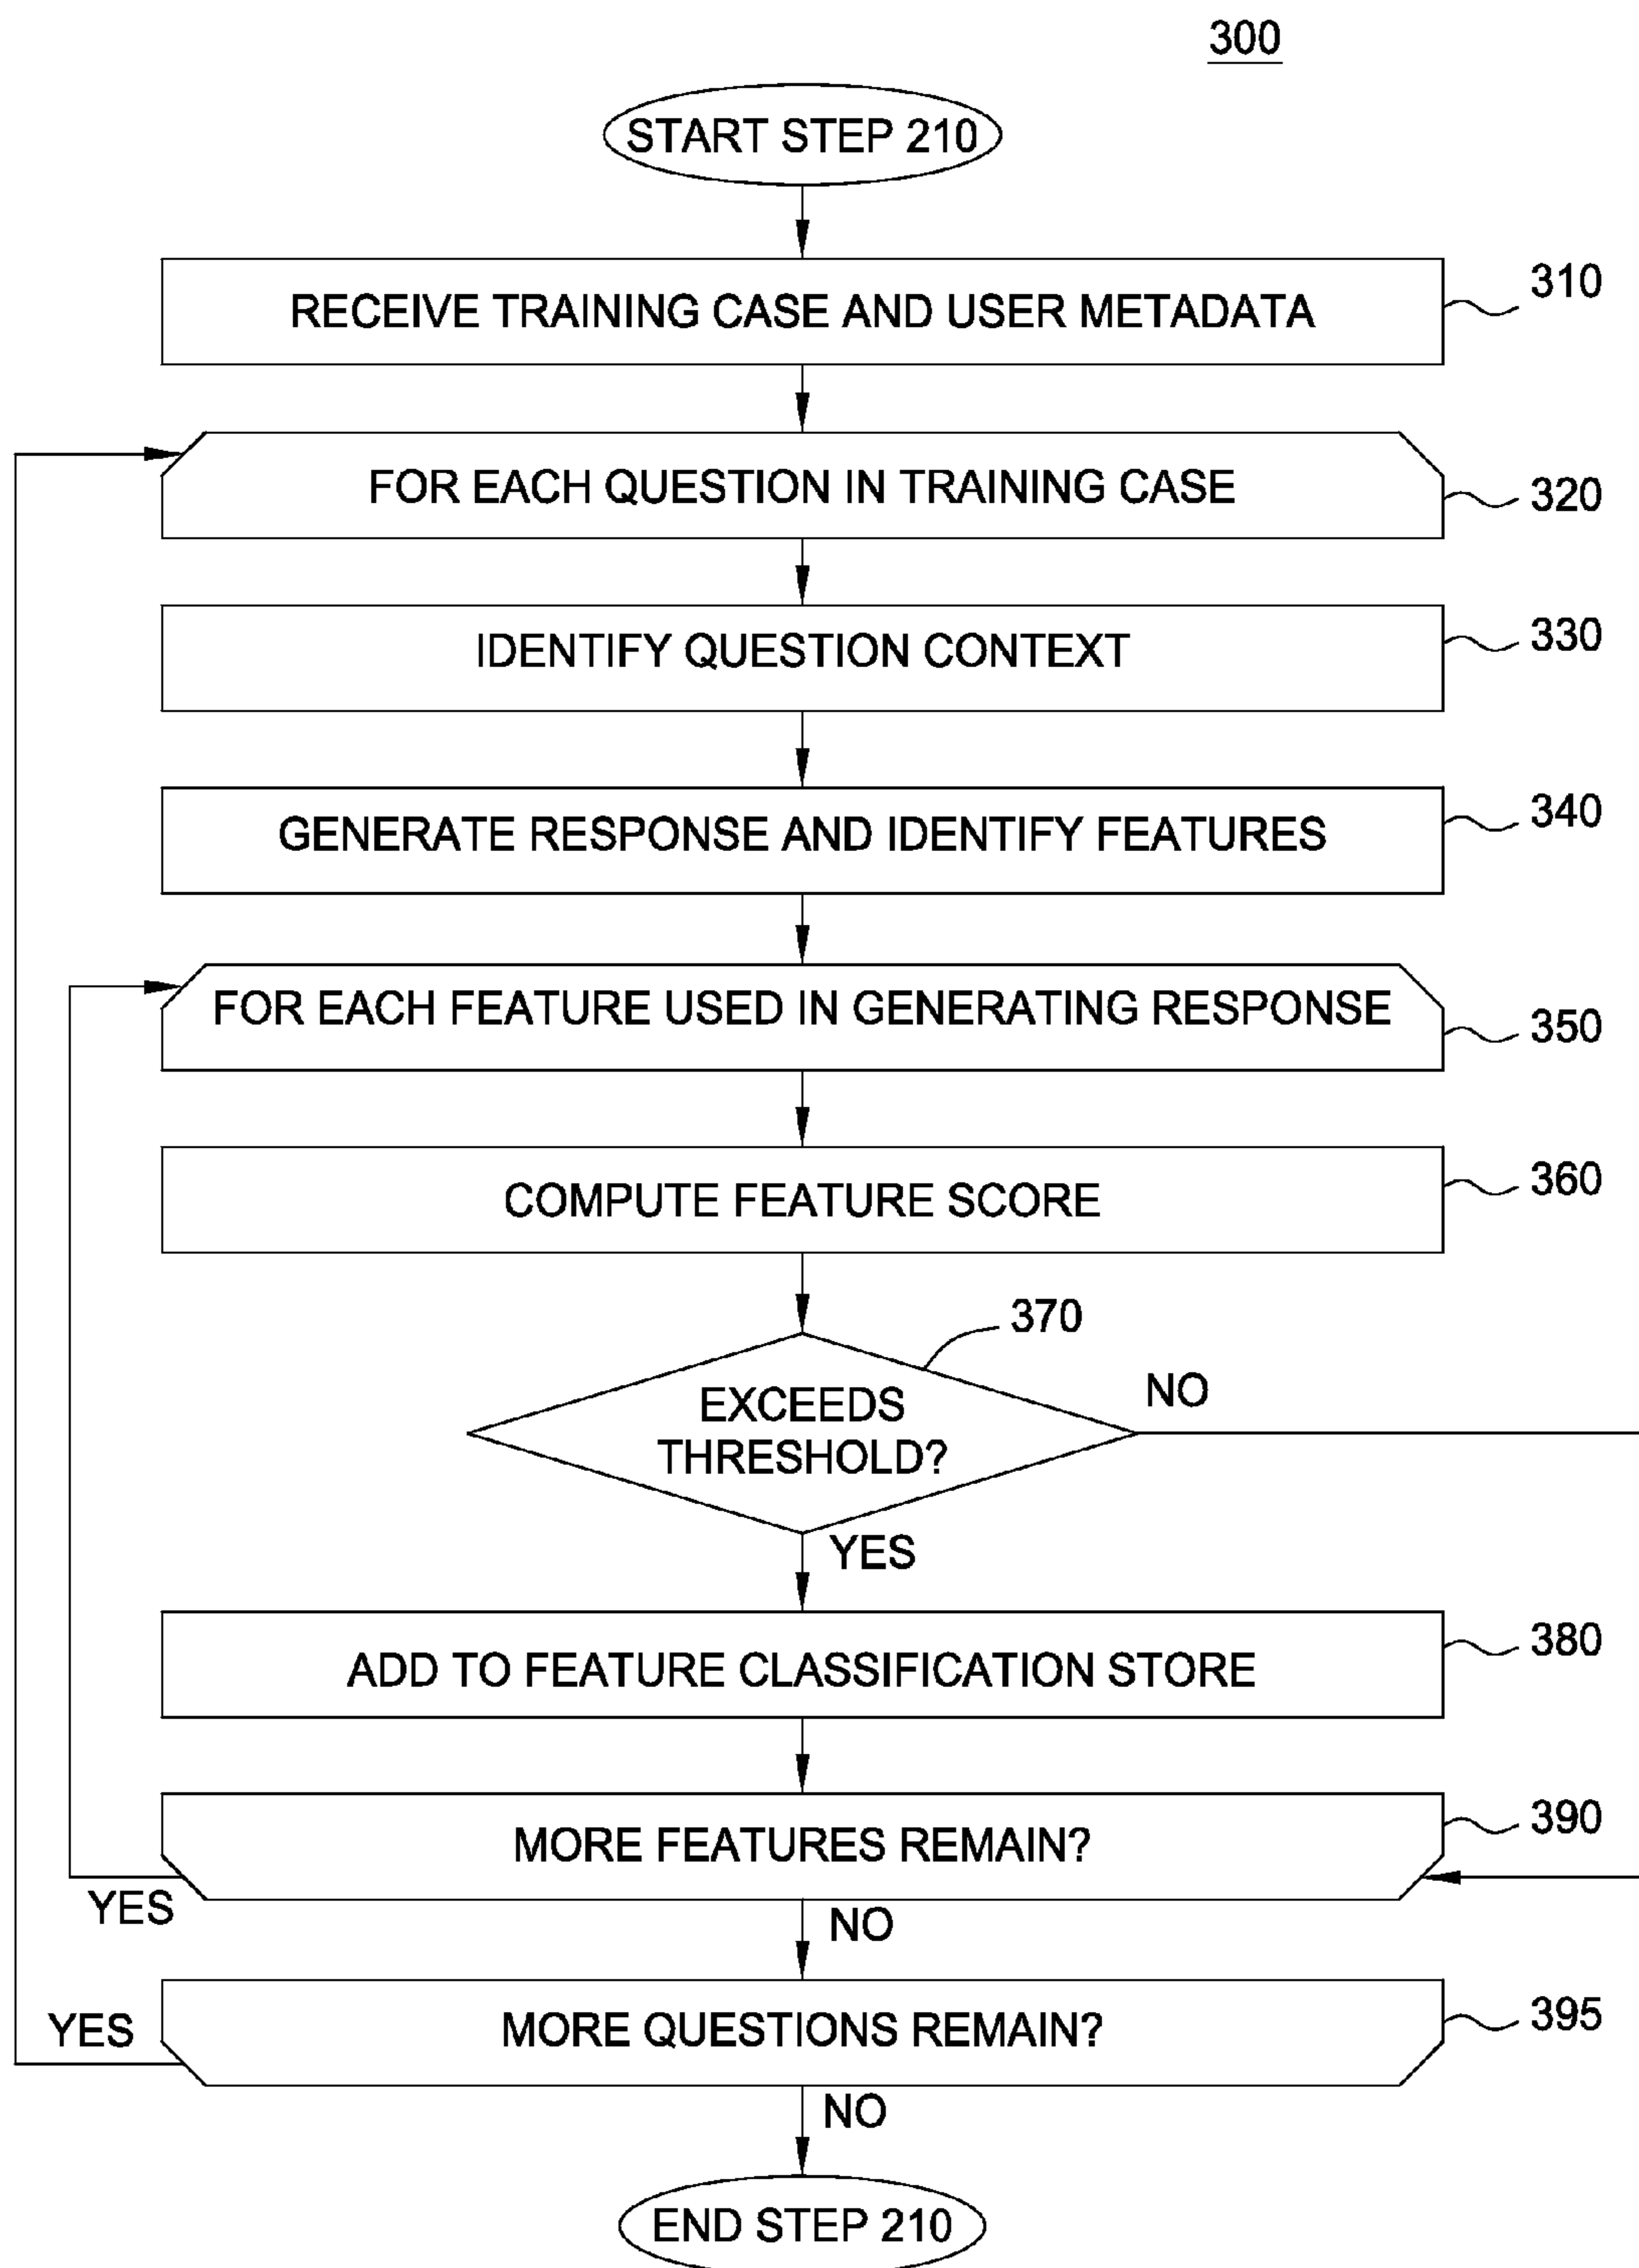 300
START STEP 210
RECEIVE TRAINING CASE AND USER METADATA
310
FOR EACH QUESTION IN TRAINING CASE
320
IDENTIFY QUESTION CONTEXT
330
GENERATE RESPONSE AND IDENTIFY FEATURES
340
FOR EACH FEATURE USED IN GENERATING RESPONSE
350
COMPUTE FEATURE SCORE
360
370
EXCEEDS
THRESHOLD?
NO
YES
ADD TO FEATURE CLASSIFICATION STORE
380
MORE FEATURES REMAIN?
390
YES
NO
MORE QUESTIONS REMAIN?
395
YES
NO
END STEP 210